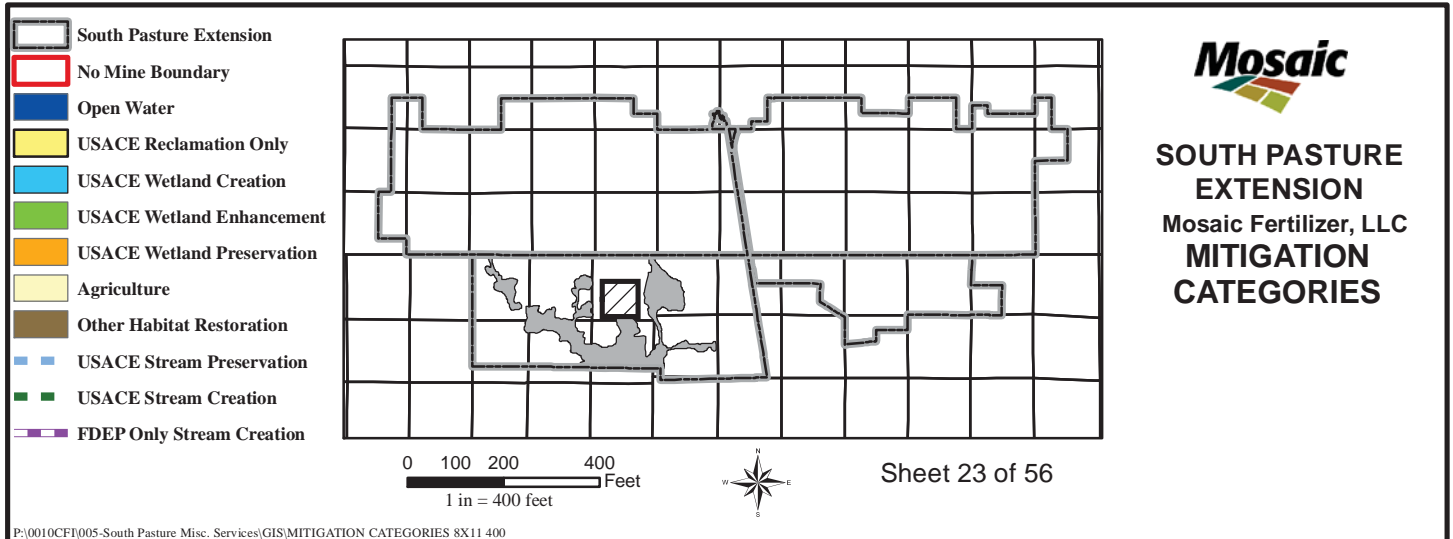 South Pasture Extension
No Mine Boundary
Open Water
USACE Reclamation Only
USACE Wetland Creation
USACE Wetland Enhancement
USACE Wetland Preservation
Agriculture
Other Habitat Restoration
USACE Stream Preservation
USACE Stream Creation
FDEP Only Stream Creation
0 100 200 400
Feet
1 in = 400 feet
N
W E
S
Sheet 23 of 56
Mosaic
SOUTH PASTURE
EXTENSION
Mosaic Fertilizer, LLC
MITIGATION
CATEGORIES
P:\0010CFI\005-South Pasture Misc. Services\GIS\MITIGATION CATEGORIES 8X11 400